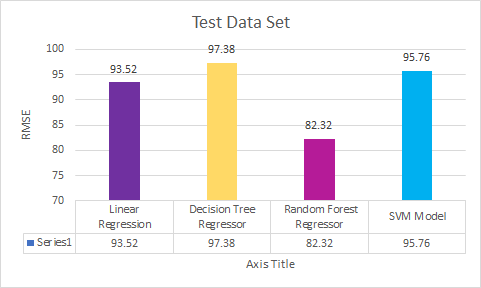 Test Data Set
100
95
90
85
80
75
70
RMSE
93.52
97.38
82.32
95.76
Linear Regression
Decision Tree Regressor
Random Forest Regressor
SVM Model
Series1 93.52 97.38 82.32 95.76
Axis Title